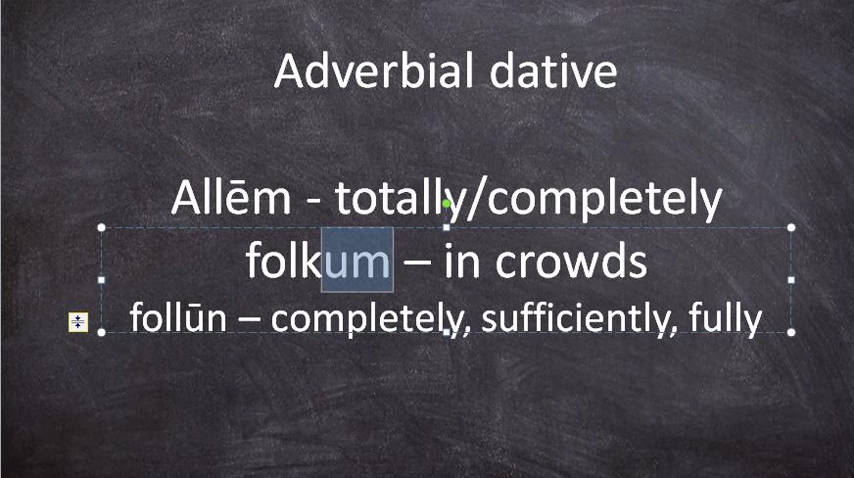 Adverbial dative
Allēm - totally/completely
folkum – in crowds
follūn – completely, sufficiently, fully